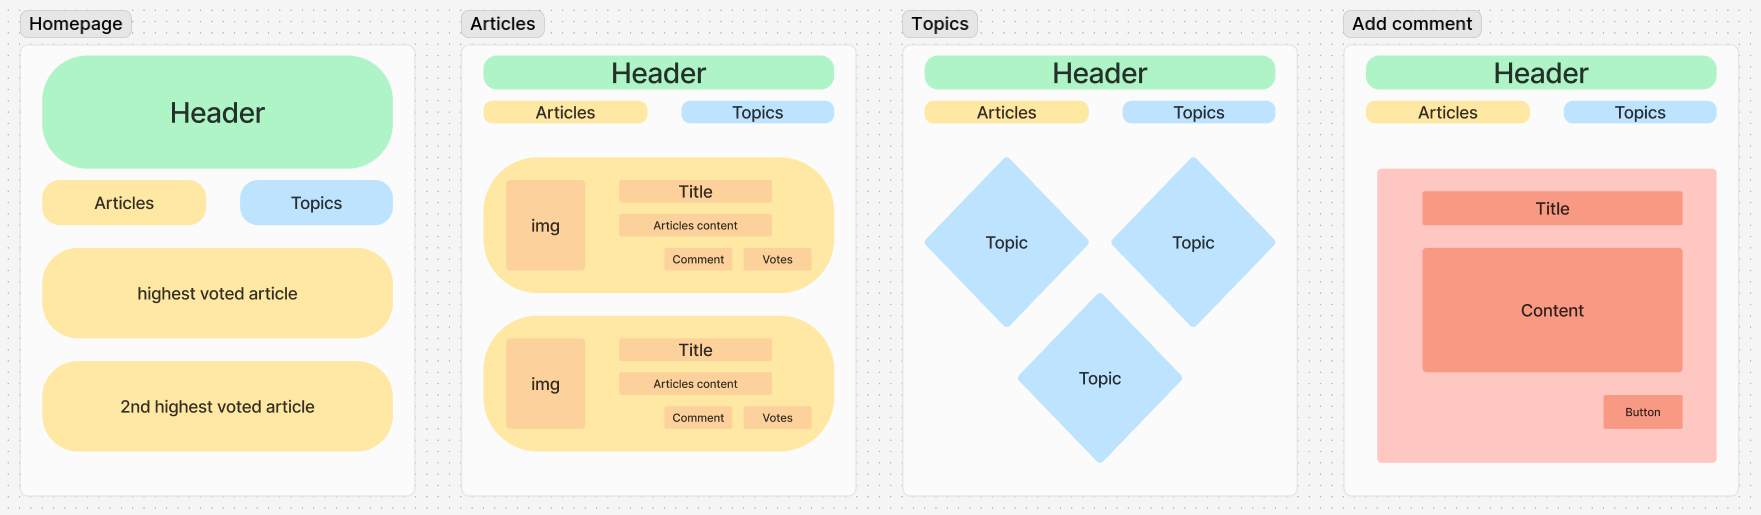 Homepage
Header
Articles
Topics
highest voted article
2nd highest voted article
Articles
Header
Articles
Topics
img
Title
Articles content
Comment
Votes
img
Title
Articles content
Comment
Votes
Topics
Header
Articles
Topics
Topic
Topic
Topic
Add comment
Header
Articles
Topics
Title
Content
Button